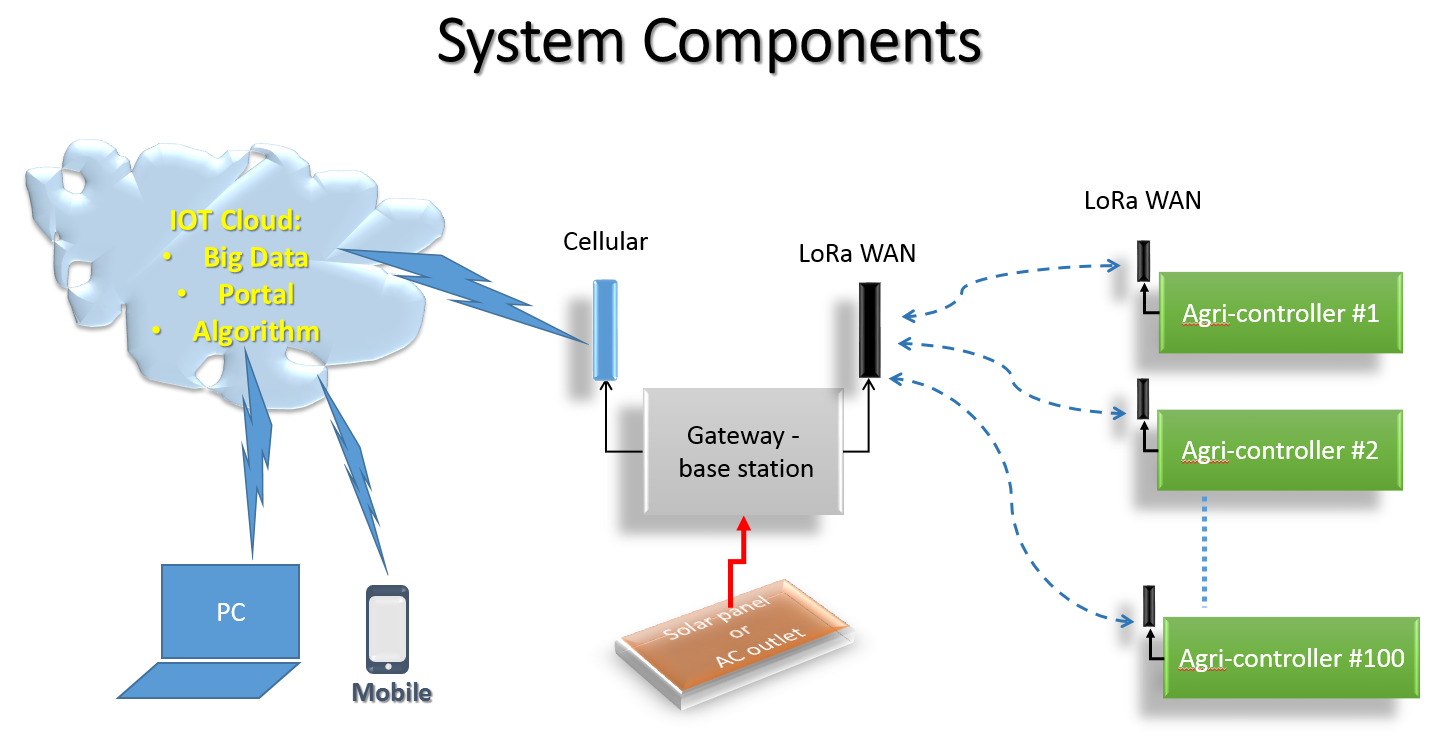 System Components
IOT Cloud:
• Big Data
• Portal
• Algorithm
Cellular
LoRa WAN
LoRa WAN
Agri-controller #1
Agri-controller #2
Agri-controller #100
Gateway -
base station
Solar panel
or
AC outlet
PC
Mobile